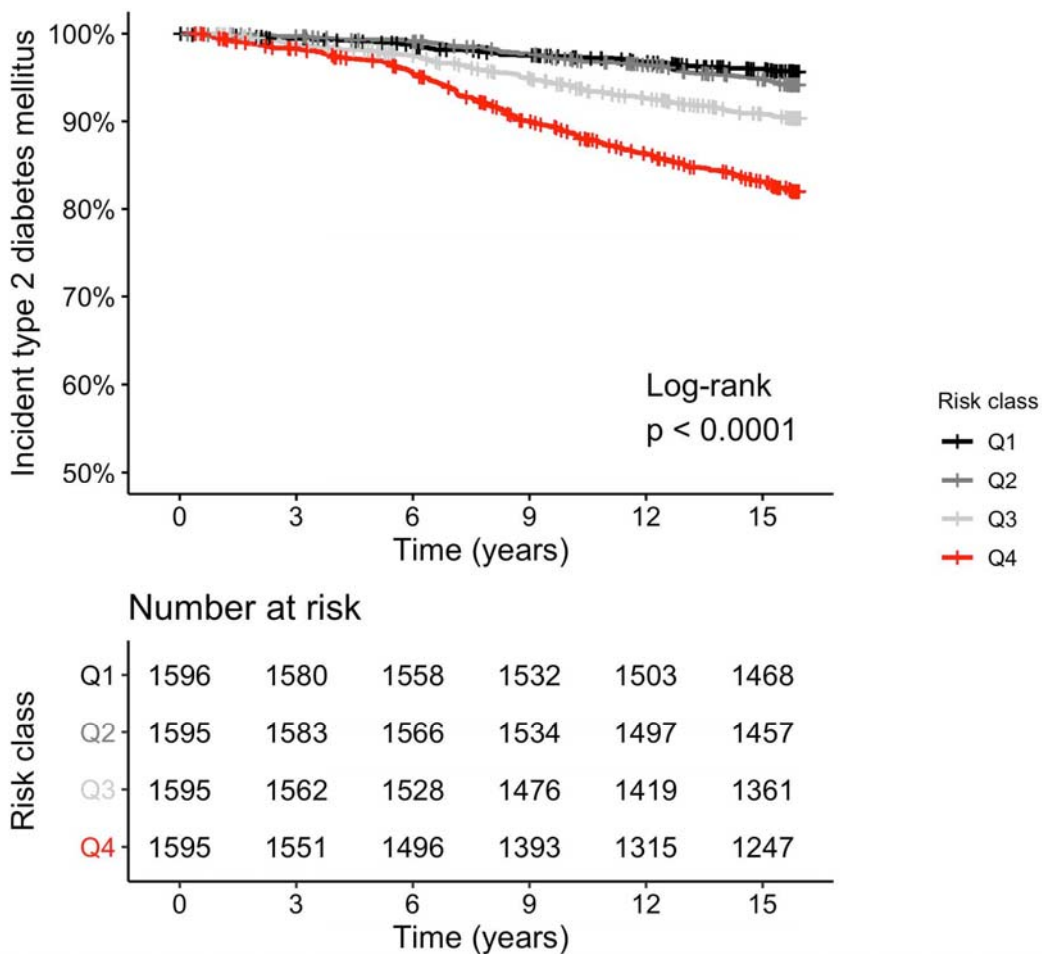 Incident type 2 diabetes mellitus
100%
90%
80%
70%
60%
50%
Log-rank
p < 0.0001
0 3 6 9 12 15
Time (years)
Risk class
Q1
Q2
Q3
Q4
Number at risk
Risk class
Q1 1596 1580 1558 1532 1503 1468
Q2 1595 1583 1566 1534 1497 1457
Q3 1595 1562 1528 1476 1419 1361
Q4 1595 1551 1496 1393 1315 1247
0 3 6 9 12 15
Time (years)